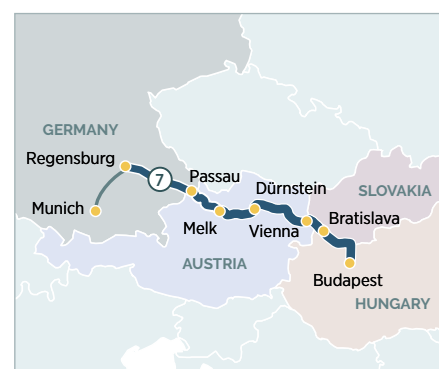 GERMANY
Regensburg
7
Passau
Munich
Dürnstein
SLOVAKIA
Melk
Vienna
Bratislava
AUSTRIA
Budapest
HUNGARY